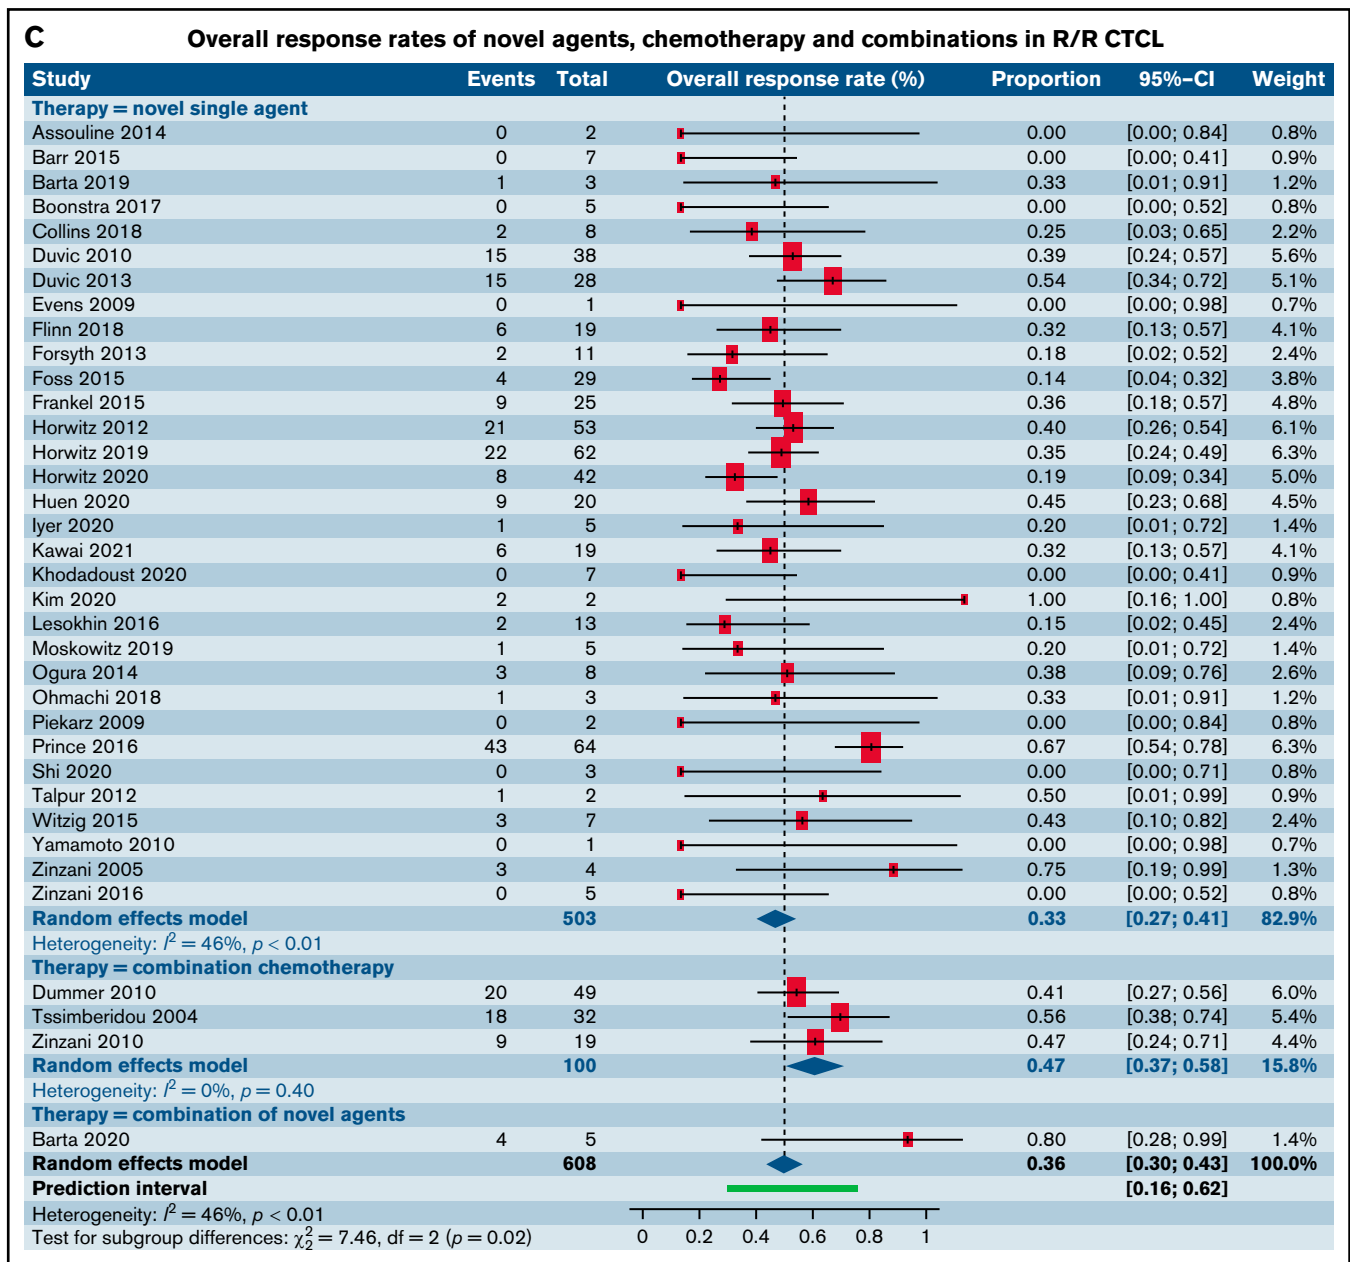 C Overall response rates of novel agents, chemotherapy and combinations in R/R CTCL
Study Events Total Overall response rate (%) Proportion 95%–CI Weight
Therapy = novel single agent
Assouline 2014 0 2 0.00 [0.00; 0.84] 0.8%
Barr 2015 0 7 0.00 [0.00; 0.41] 0.9%
Barta 2019 1 3 0.33 [0.01; 0.91] 1.2%
Boonstra 2017 0 5 0.00 [0.00; 0.52] 0.8%
Collins 2018 2 8 0.25 [0.03; 0.65] 2.2%
Duvic 2010 15 38 0.39 [0.24; 0.57] 5.6%
Duvic 2013 15 28 0.54 [0.34; 0.72] 5.1%
Evens 2009 0 1 0.00 [0.00; 0.98] 0.7%
Flinn 2018 6 19 0.32 [0.13; 0.57] 4.1%
Forsyth 2013 2 11 0.18 [0.02; 0.52] 2.4%
Foss 2015 4 29 0.14 [0.04; 0.32] 3.8%
Frankel 2015 9 25 0.36 [0.18; 0.57] 4.8%
Horwitz 2012 21 53 0.40 [0.26; 0.54] 6.1%
Horwitz 2019 22 62 0.35 [0.24; 0.49] 6.3%
Horwitz 2020 8 42 0.19 [0.09; 0.34] 5.0%
Huen 2020 9 20 0.45 [0.23; 0.68] 4.5%
Iyer 2020 1 5 0.20 [0.01; 0.72] 1.4%
Kawai 2021 6 19 0.32 [0.13; 0.57] 4.1%
Khodadoust 2020 0 7 0.00 [0.00; 0.41] 0.9%
Kim 2020 2 2 1.00 [0.16; 1.00] 0.8%
Lesokhin 2016 2 13 0.15 [0.02; 0.45] 2.4%
Moskowitz 2019 1 5 0.20 [0.01; 0.72] 1.4%
Ogura 2014 3 8 0.38 [0.09; 0.76] 2.6%
Ohmachi 2018 1 3 0.33 [0.01; 0.91] 1.2%
Piekarz 2009 0 2 0.00 [0.00; 0.84] 0.8%
Prince 2016 43 64 0.67 [0.54; 0.78] 6.3%
Shi 2020 0 3 0.00 [0.00; 0.71] 0.8%
Talpur 2012 1 2 0.50 [0.01; 0.99] 0.9%
Witzig 2015 3 7 0.43 [0.10; 0.82] 2.4%
Yamamoto 2010 0 1 0.00 [0.00; 0.98] 0.7%
Zinzani 2005 3 4 0.75 [0.19; 0.99] 1.3%
Zinzani 2016 0 5 0.00 [0.00; 0.52] 0.8%
Random effects model 503 0.33 [0.27; 0.41] 82.9%
Heterogeneity: I² = 46%, p < 0.01
Therapy = combination chemotherapy
Dummer 2010 20 49 0.41 [0.27; 0.56] 6.0%
Tssimberidou 2004 18 32 0.56 [0.38; 0.74] 5.4%
Zinzani 2010 9 19 0.47 [0.24; 0.71] 4.4%
Random effects model 100 0.47 [0.37; 0.58] 15.8%
Heterogeneity: I² = 0%, p = 0.40
Therapy = combination of novel agents
Barta 2020 4 5 0.80 [0.28; 0.99] 1.4%
Random effects model 608 0.36 [0.30; 0.43] 100.0%
Prediction interval [0.16; 0.62]
Heterogeneity: I² = 46%, p < 0.01
Test for subgroup differences: χ²₂ = 7.46, df = 2 (p = 0.02) 0 0.2 0.4 0.6 0.8 1